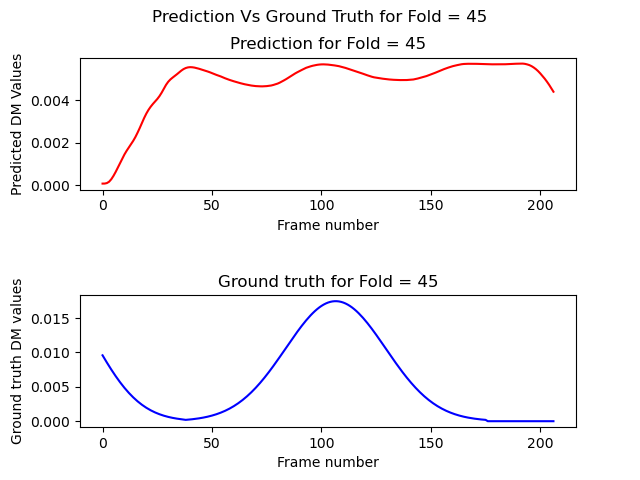 Prediction Vs Ground Truth for Fold = 45
Prediction for Fold = 45
Predicted DM Values
0.004
0.002
0.000
0 50 100 150 200
Frame number
Ground truth for Fold = 45
Ground truth DM values
0.015
0.010
0.005
0.000
0 50 100 150 200
Frame number